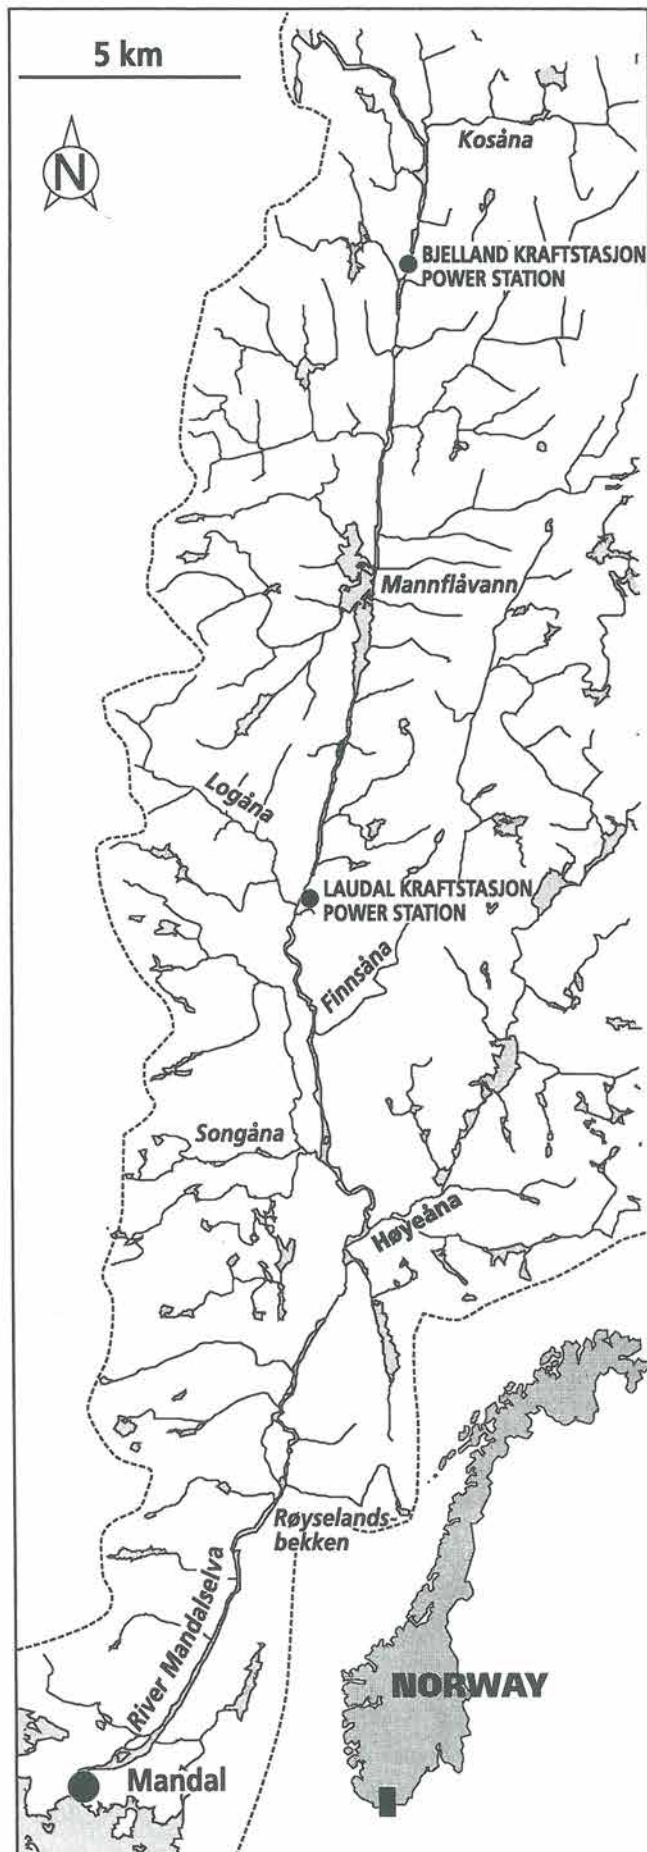 5 km
N
Kosåna
BJELLAND KRAFTSTASJON
POWER STATION
Mannflåvann
Logåna
LAUDAL KRAFTSTASJON
POWER STATION
Finnsåna
Songåna
Høyeåna
Røyselands-
bekken
River Mandalselva
NORWAY
Mandal